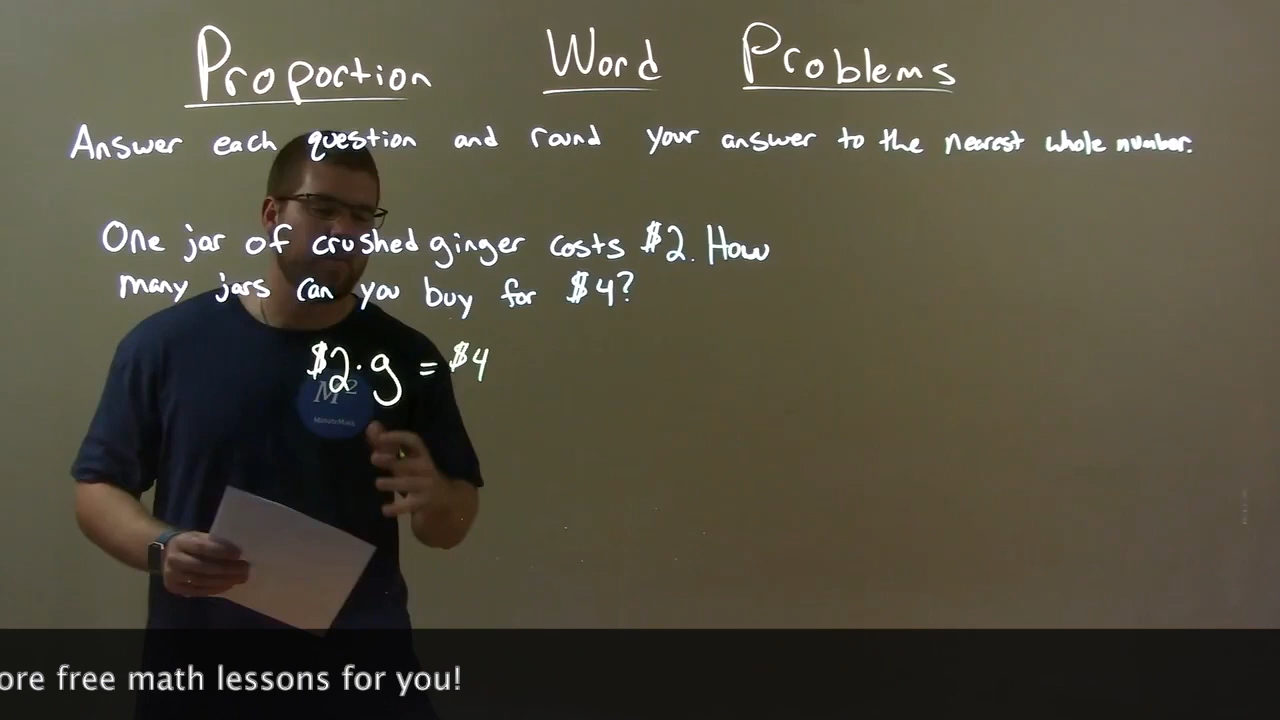 Proportion Word Problems
Answer each question and round your answer to the nearest whole number.
One jar of crushed ginger costs $2. How
many jars can you buy for $4?
$2·g = $4
M²
MinuteMath
ore free math lessons for you!